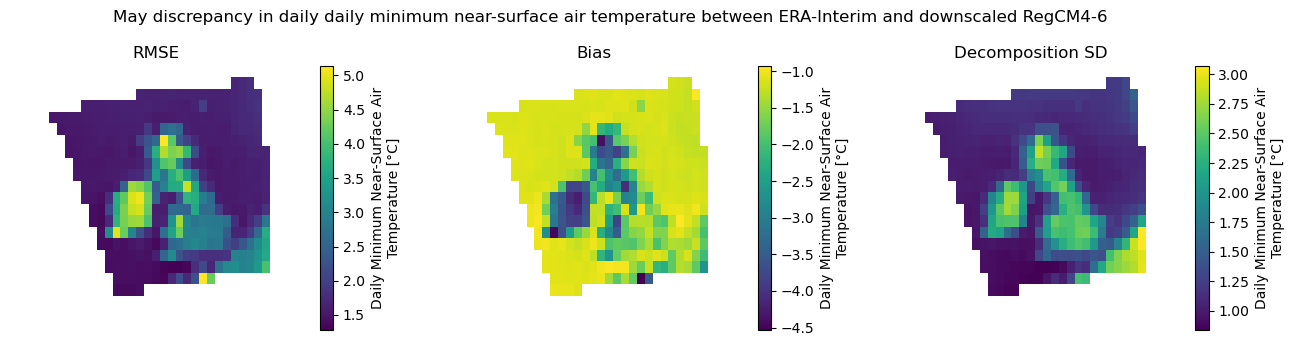 May discrepancy in daily daily minimum near-surface air temperature between ERA-Interim and downscaled RegCM4-6
RMSE
5.0
4.5
4.0
3.5
3.0
2.5
2.0
1.5
Daily Minimum Near-Surface Air
Temperature [°C]
Bias
−1.0
−1.5
−2.0
−2.5
−3.0
−3.5
−4.0
−4.5
Daily Minimum Near-Surface Air
Temperature [°C]
Decomposition SD
3.00
2.75
2.50
2.25
2.00
1.75
1.50
1.25
1.00
Daily Minimum Near-Surface Air
Temperature [°C]